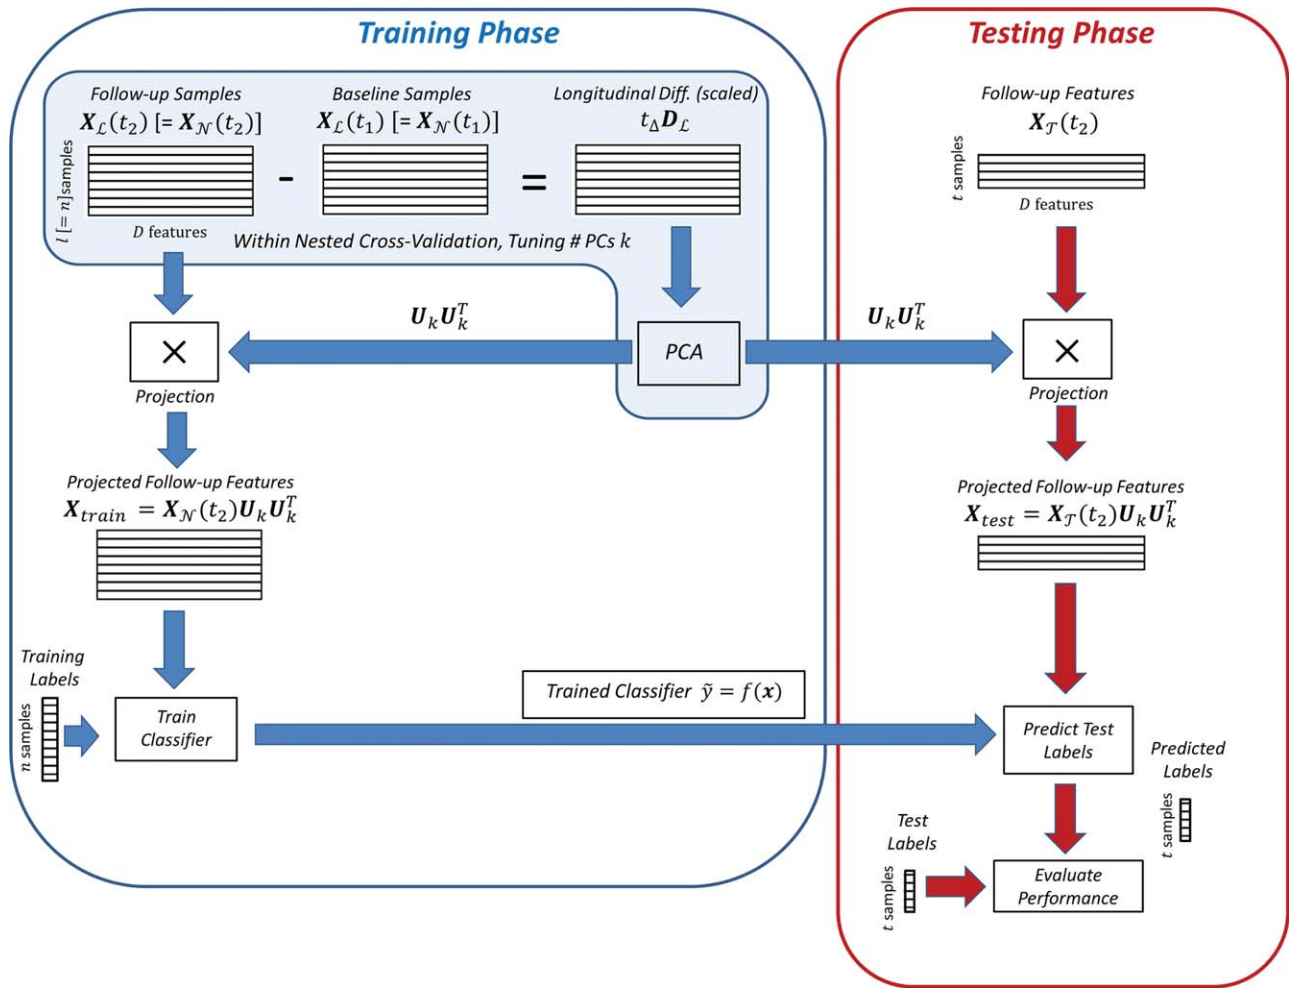 Training Phase
Follow-up Samples
X_ℒ(t₂) [= X_𝒩(t₂)]
Baseline Samples
X_ℒ(t₁) [= X_𝒩(t₁)]
Longitudinal Diff. (scaled)
t_Δ D_ℒ
l [= n]samples
-
=
D features
Within Nested Cross-Validation, Tuning # PCs k
U_k U_k^T
×
Projection
PCA
Projected Follow-up Features
X_train = X_𝒩(t₂)U_k U_k^T
Training
Labels
n samples
Train
Classifier
Trained Classifier ỹ = f(x)
Testing Phase
Follow-up Features
X_𝒯(t₂)
t samples
D features
U_k U_k^T
×
Projection
Projected Follow-up Features
X_test = X_𝒯(t₂)U_k U_k^T
Predict Test
Labels
Predicted
Labels
t samples
Test
Labels
t samples
Evaluate
Performance